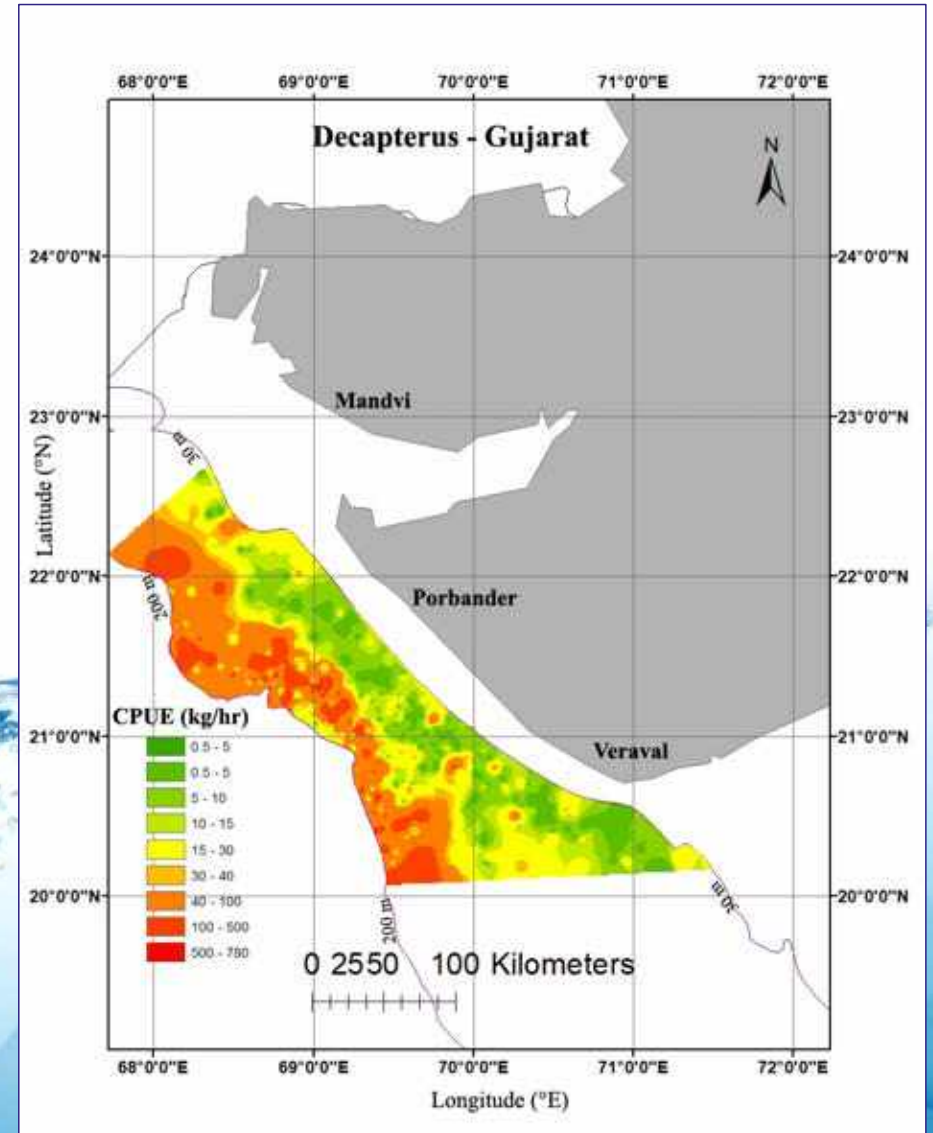 68°0'0"E 69°0'0"E 70°0'0"E 71°0'0"E 72°0'0"E
Decapterus - Gujarat
N
24°0'0"N 24°0'0"N
Mandvi
23°0'0"N 23°0'0"N
30 m
Latitude (°N)
22°0'0"N 22°0'0"N
200 m
Porbander
CPUE (kg/hr)
21°0'0"N 21°0'0"N
Veraval
0.5 - 5
0.5 - 5
5 - 10
10 - 15
15 - 30
30 - 40
40 - 100
100 - 500
500 - 780
20°0'0"N
30 m
200 m
0 2550 100 Kilometers
68°0'0"E 69°0'0"E 70°0'0"E 71°0'0"E 72°0'0"E
Longitude (°E)